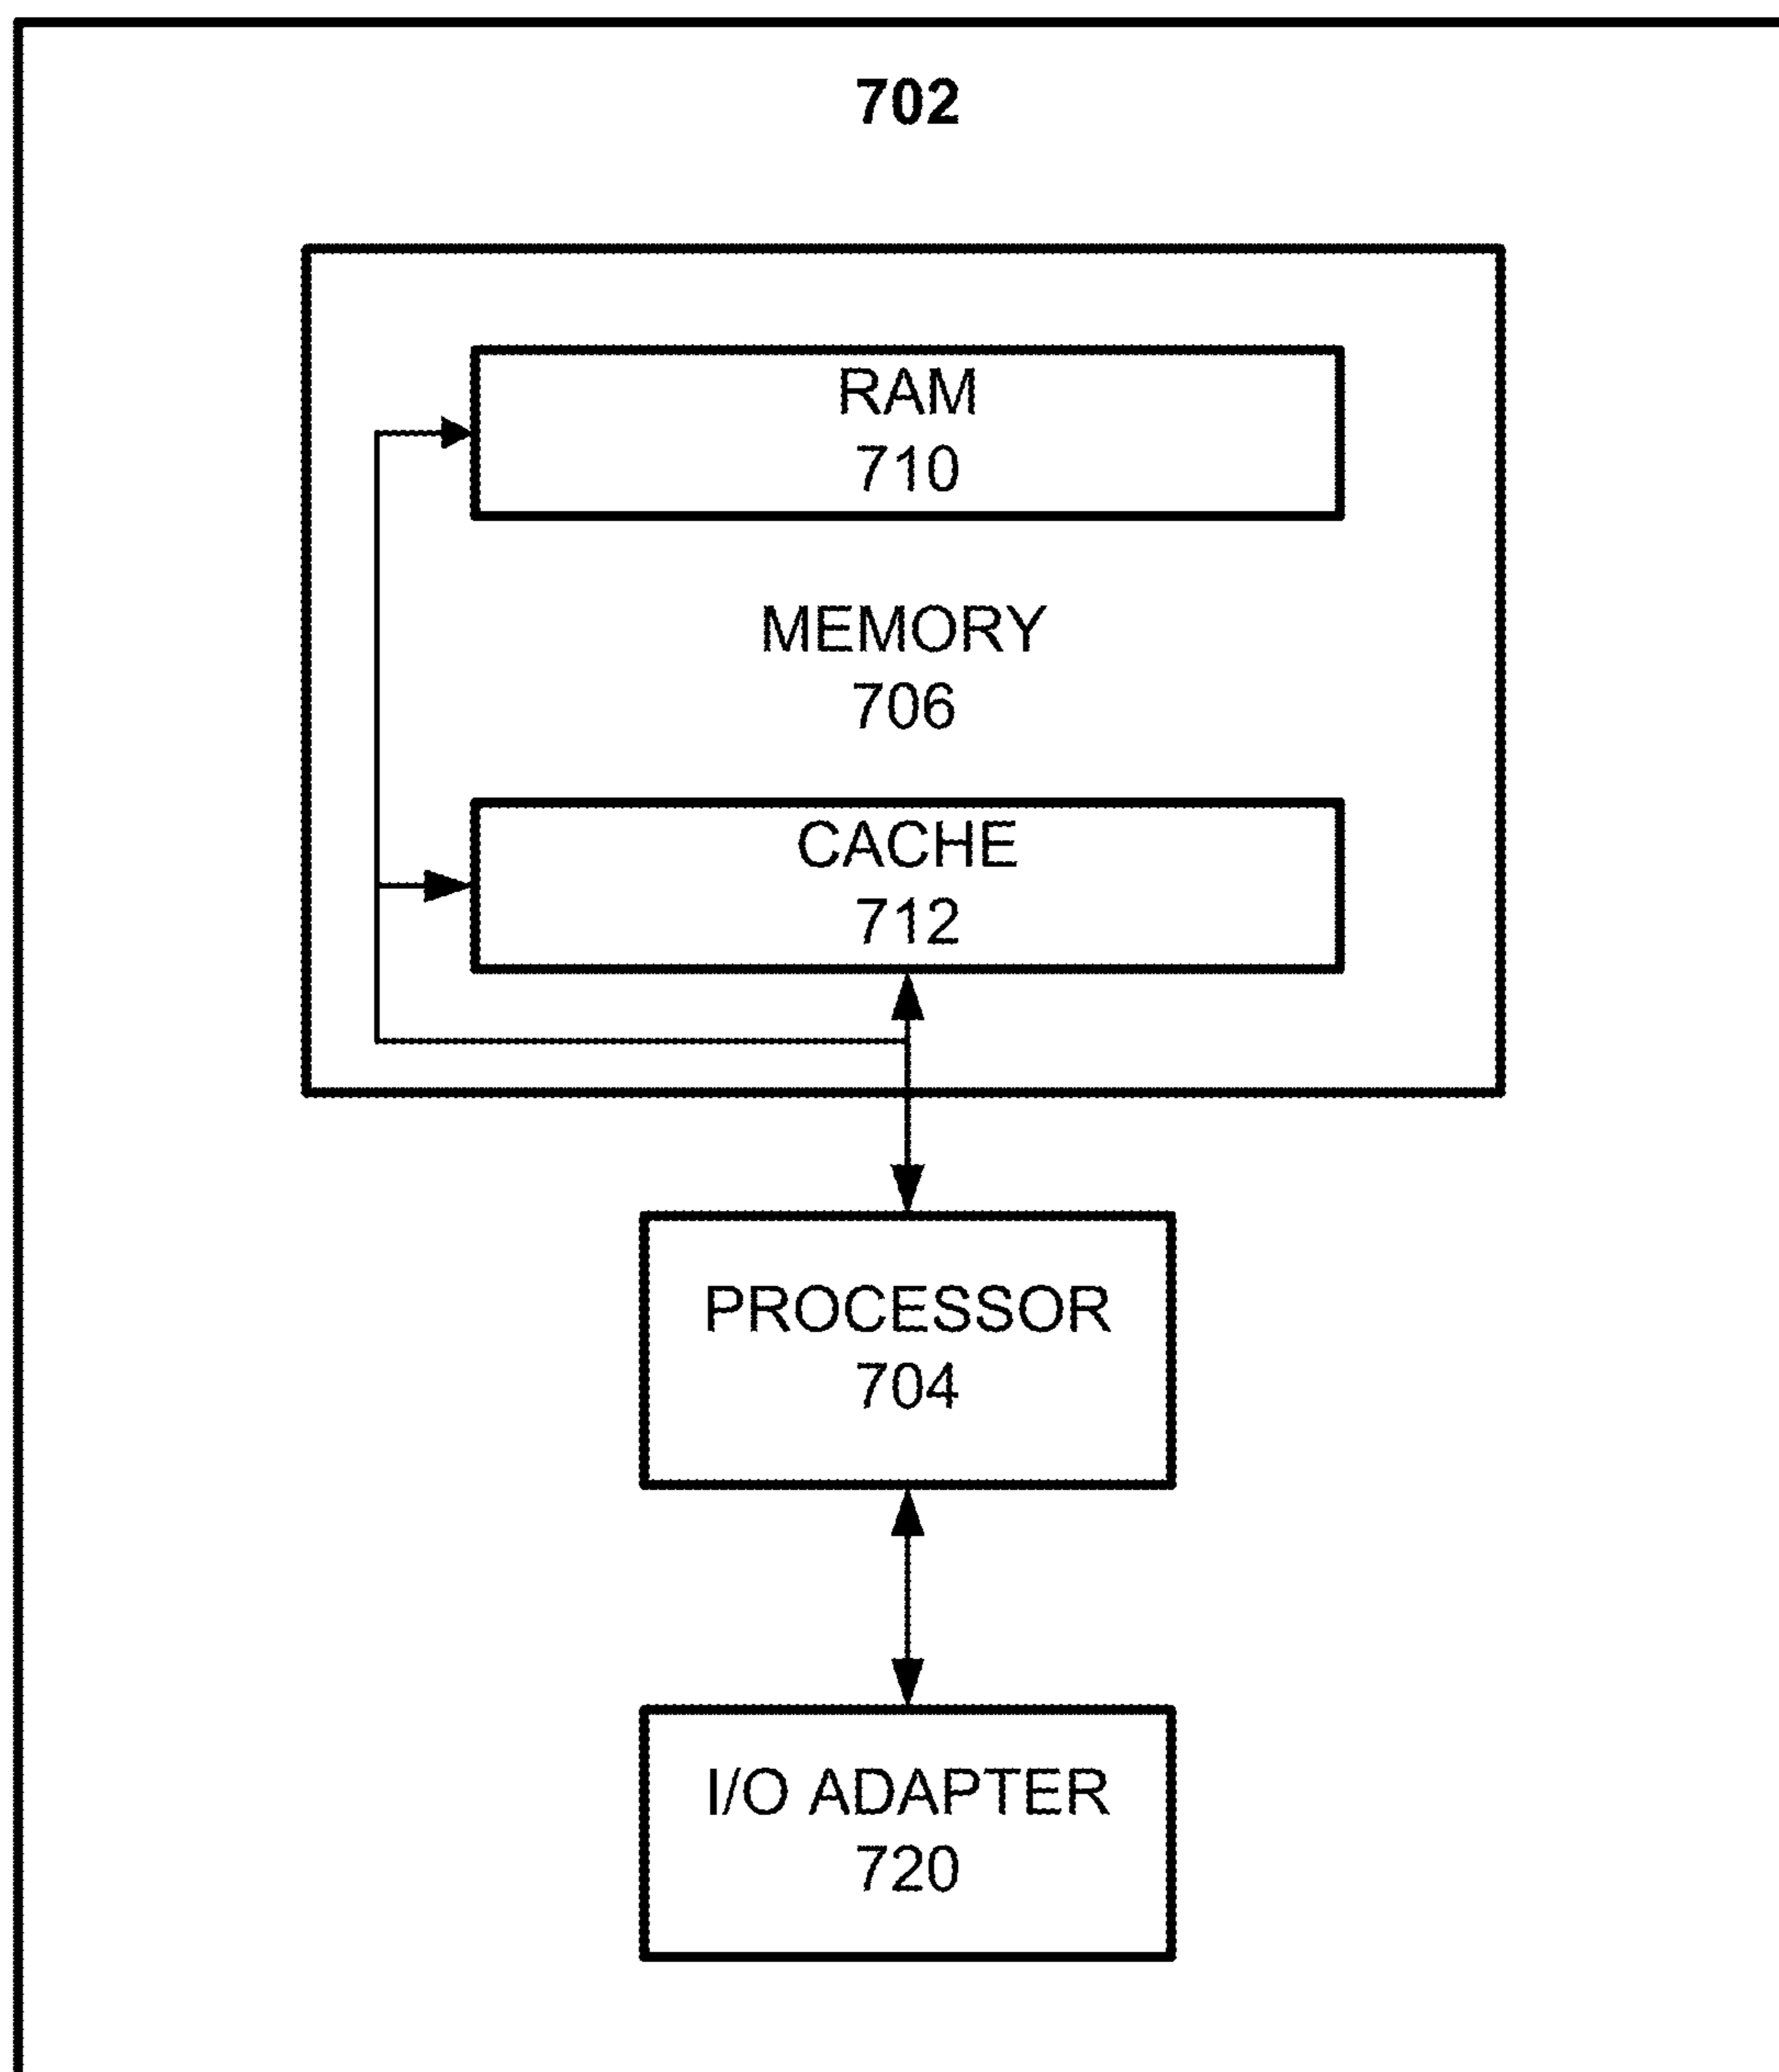 702
RAM
710
MEMORY
706
CACHE
712
PROCESSOR
704
I/O ADAPTER
720